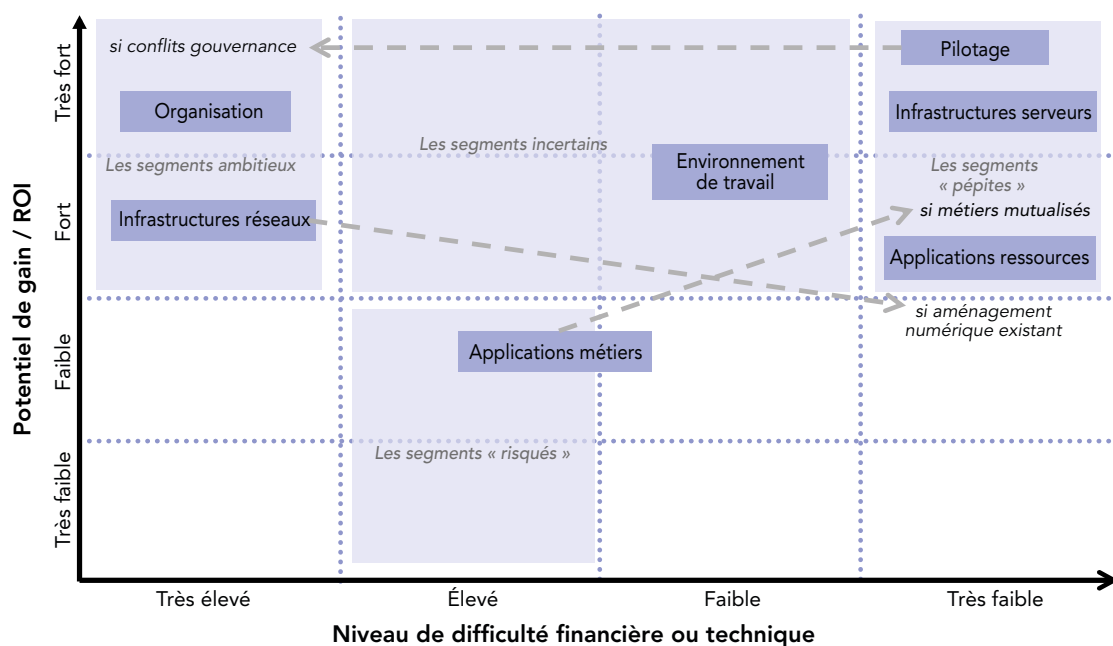 Potentiel de gain / ROI
Très fort
Fort
Faible
Très faible
si conflits gouvernance
Pilotage
Organisation
Infrastructures serveurs
Les segments incertains
Les segments ambitieux
Environnement
de travail
Les segments
« pépites »
Infrastructures réseaux
si métiers mutualisés
Applications ressources
si aménagement
numérique existant
Applications métiers
Les segments « risqués »
Très élevé
Élevé
Faible
Très faible
Niveau de difficulté financière ou technique